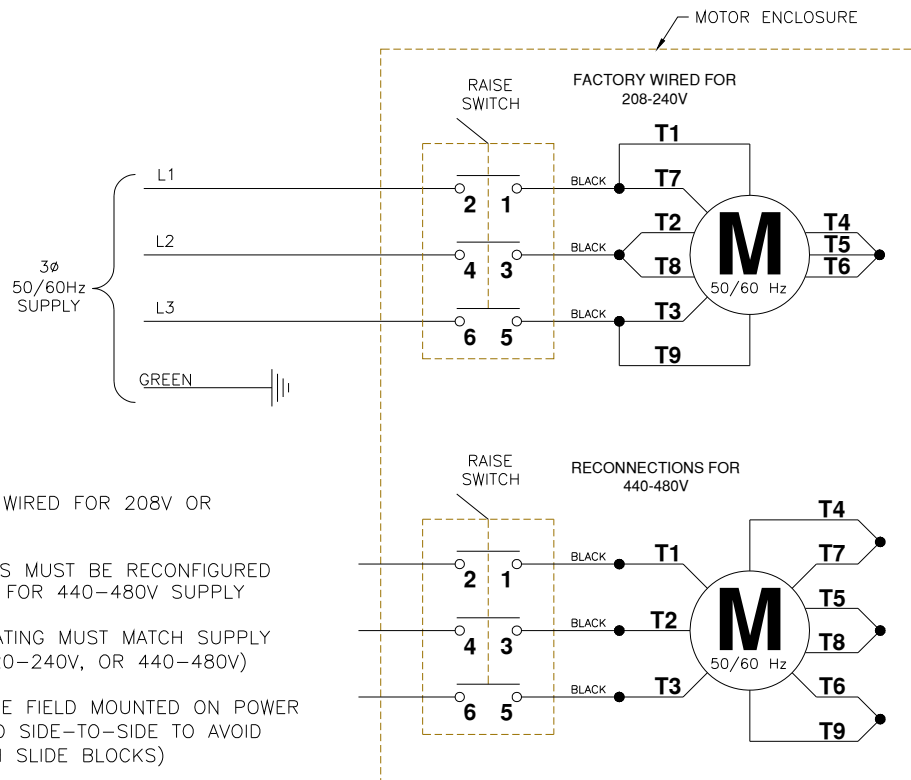 MOTOR ENCLOSURE
RAISE
SWITCH
FACTORY WIRED FOR
208-240V
3ø
50/60Hz
SUPPLY
L1
2 1
BLACK
T1
T7
L2
4 3
BLACK
T2
T8
M
50/60 Hz
T4
T5
T6
L3
6 5
BLACK
T3
T9
GREEN
RAISE
SWITCH
RECONNECTIONS FOR
440-480V
WIRED FOR 208V OR
S MUST BE RECONFIGURED
FOR 440-480V SUPPLY
ATING MUST MATCH SUPPLY
20-240V, OR 440-480V)
E FIELD MOUNTED ON POWER
O SIDE-TO-SIDE TO AVOID
SLIDE BLOCKS)
2 1
BLACK
T1
4 3
BLACK
T2
6 5
BLACK
T3
M
50/60 Hz
T4
T7
T5
T8
T6
T9